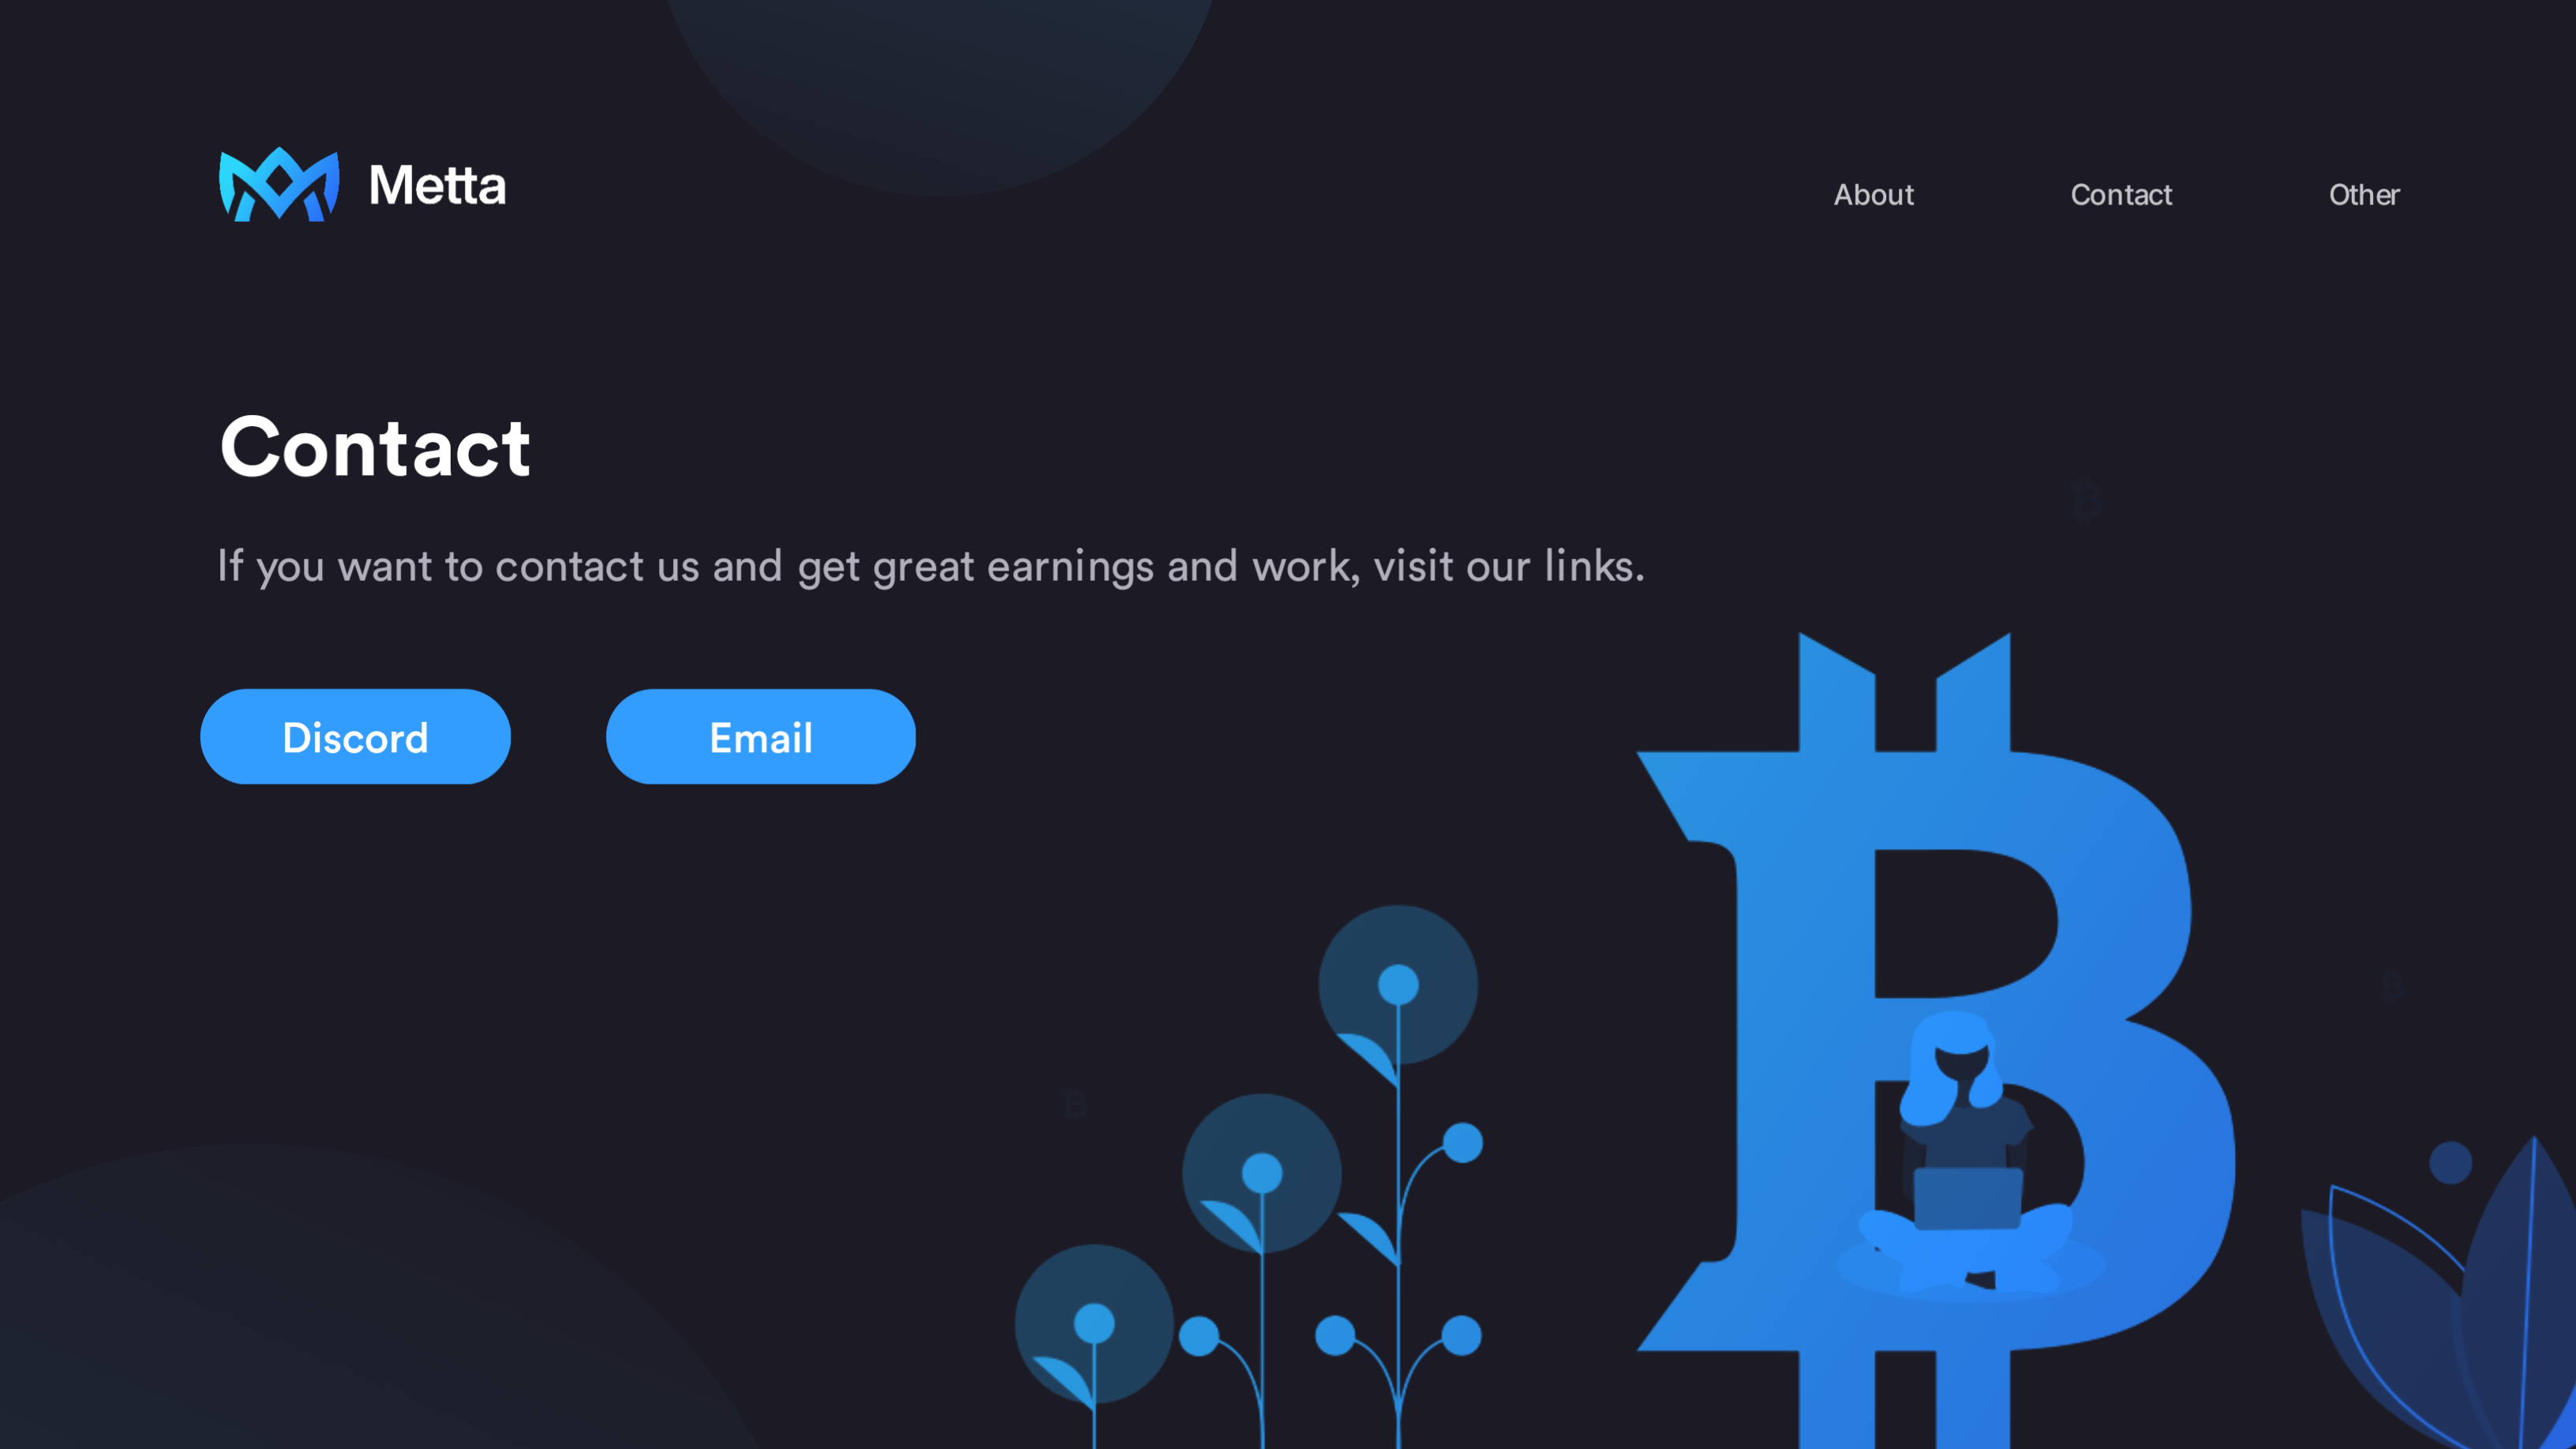 Metta
About
Contact
Other
Contact
If you want to contact us and get great earnings and work, visit our links.
Discord
Email